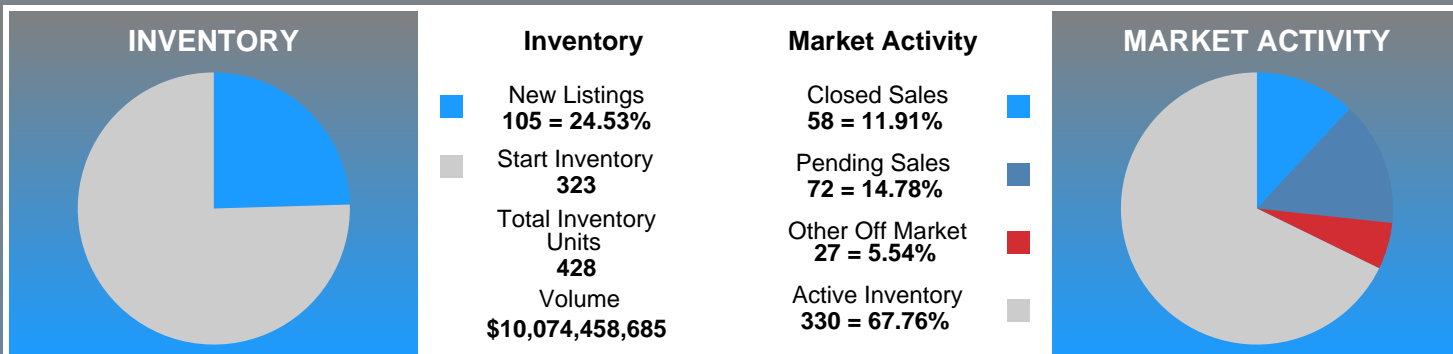 INVENTORY
Inventory
New Listings
105 = 24.53%
Start Inventory
323
Total Inventory
Units
428
Volume
$10,074,458,685
Market Activity
Closed Sales
58 = 11.91%
Pending Sales
72 = 14.78%
Other Off Market
27 = 5.54%
Active Inventory
330 = 67.76%
MARKET ACTIVITY